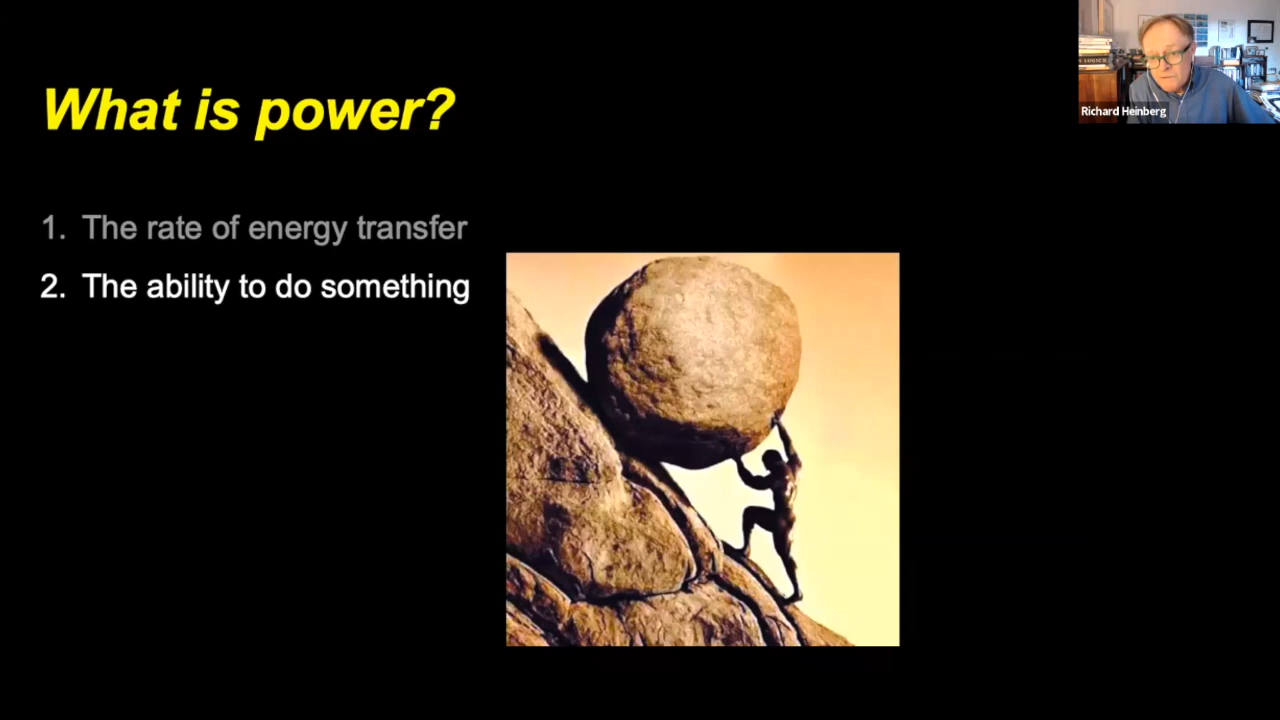 What is power?
1. The rate of energy transfer
2. The ability to do something
Richard Heinberg